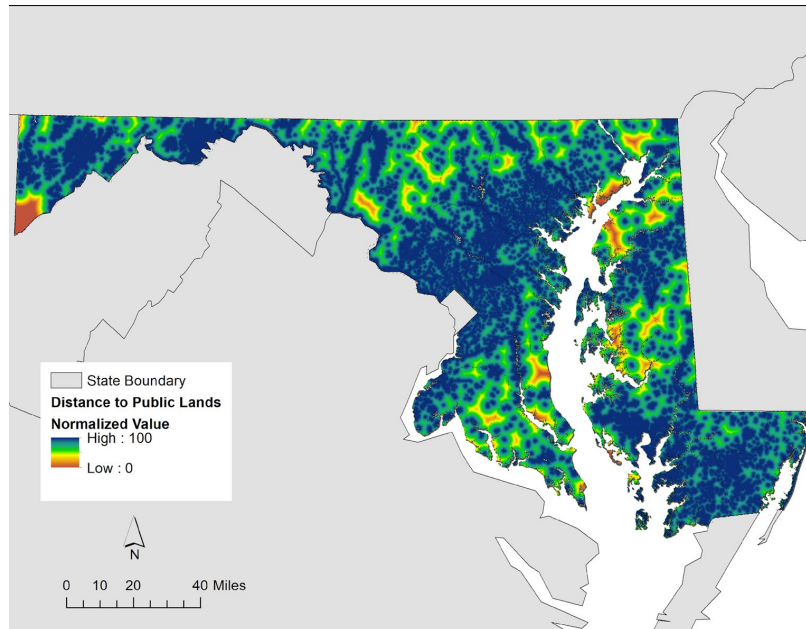 State Boundary
Distance to Public Lands
Normalized Value
High : 100
Low : 0
N
0 10 20 40 Miles